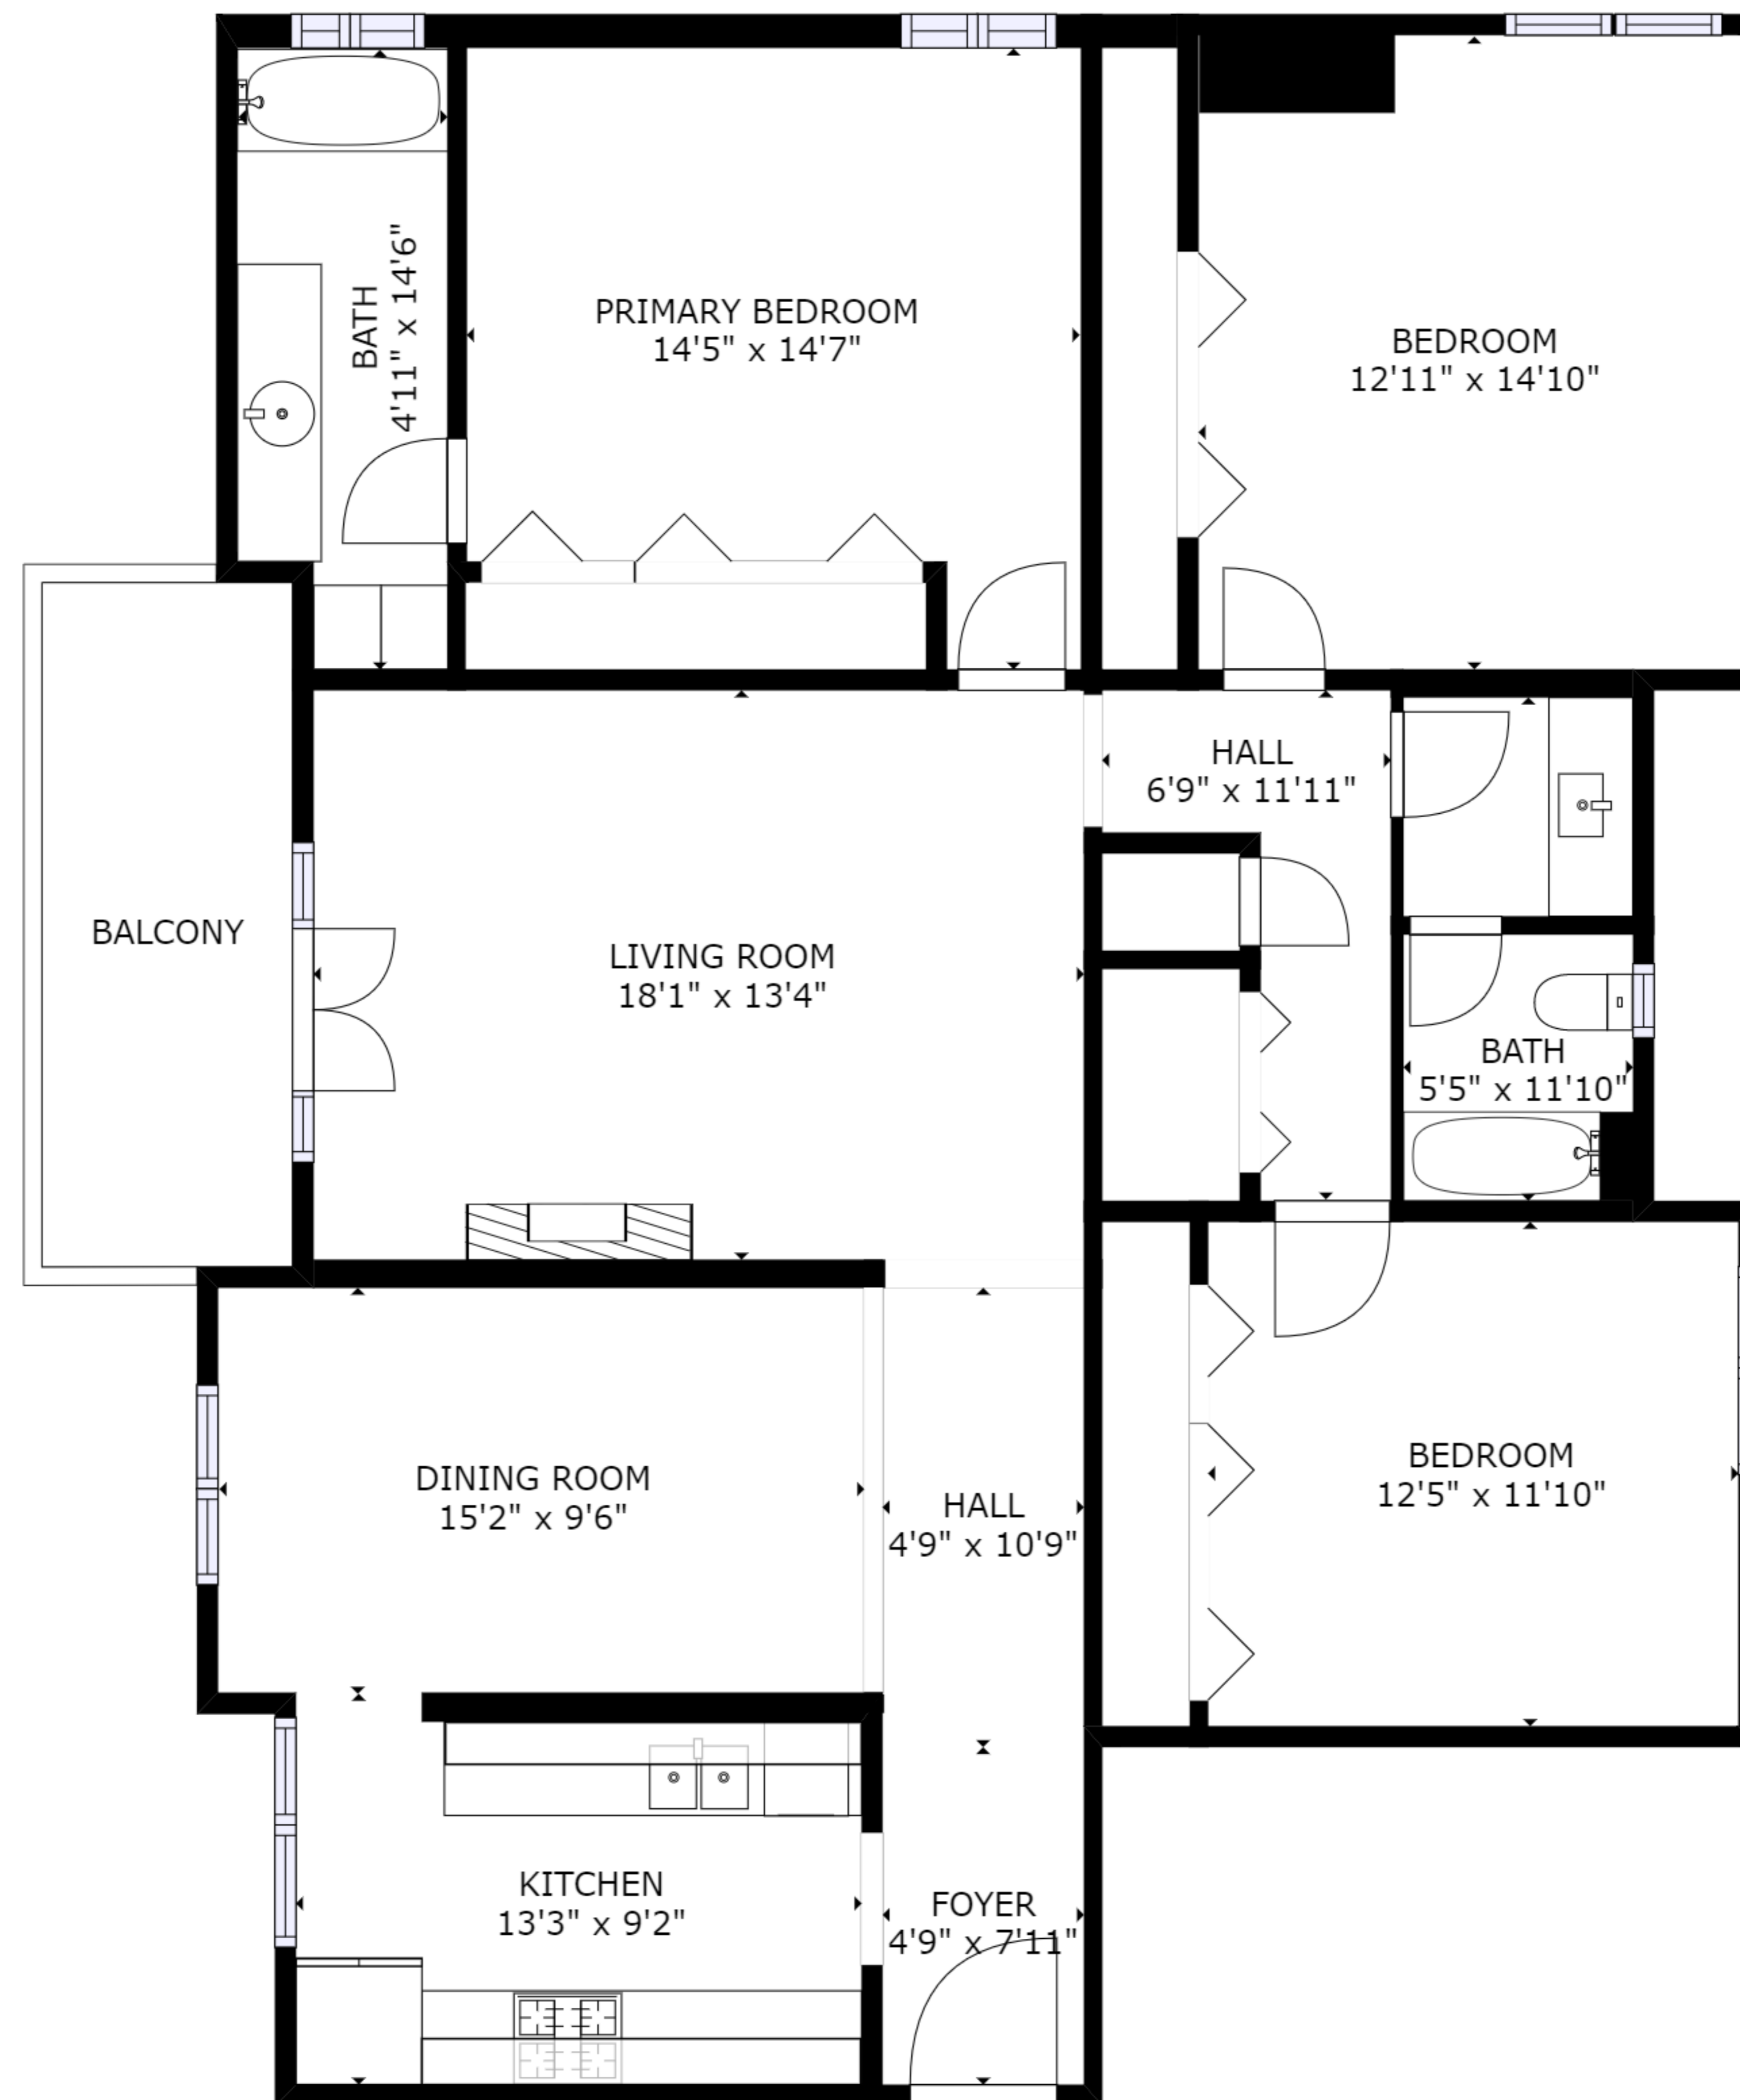 BATH
4'11" x 14'6"
PRIMARY BEDROOM
14'5" x 14'7"
BEDROOM
12'11" x 14'10"
HALL
6'9" x 11'11"
BALCONY
LIVING ROOM
18'1" x 13'4"
BATH
5'5" x 11'10"
DINING ROOM
15'2" x 9'6"
HALL
4'9" x 10'9"
BEDROOM
12'5" x 11'10"
KITCHEN
13'3" x 9'2"
FOYER
4'9" x 7'11"